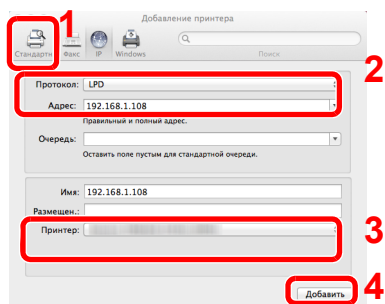 1
Добавление принтера
Стандартн Факс IP Windows
Поиск
2
Протокол: LPD
Адрес: 192.168.1.108
Правильный и полный адрес.
Очередь:
Оставить поле пустым для стандартной очереди.
Имя: 192.168.1.108
Размещен.:
Принтер:
3
Добавить
4